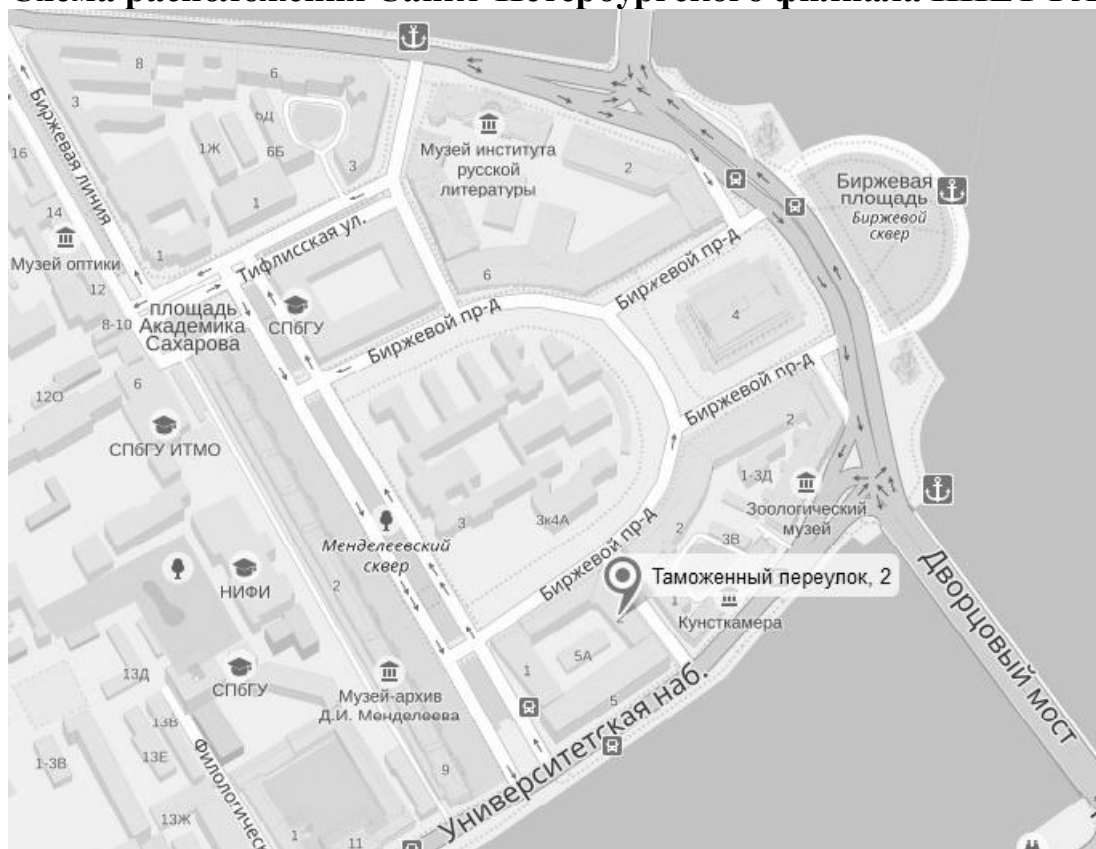 8
6
3
Биржевая линия
6Д
1Ж
6Б
3
16
1
Музей института
русской
литературы
2
Биржевая
площадь
Биржевой
сквер
14
Музей оптики
1
Тифлисская ул.
12
6
Биржевой пр-д
площадь
Академика
Сахарова
8-10
СПбГУ
4
Биржевой пр-д
6
Биржевой пр-д
12О
СПбГУ ИТМО
2
1-3Д
Зоологический
музей
3
3к4А
2
3В
Менделеевский
сквер
Биржевой пр-д
Таможенный переулок, 2
НИФИ
2
1
Кунсткамера
2
Дворцовый мост
13Д
СПбГУ
1
5А
5
Музей-архив
Д.И. Менделеева
Университетская наб.
13В
1-3В
13Е
9
13Ж
1
11